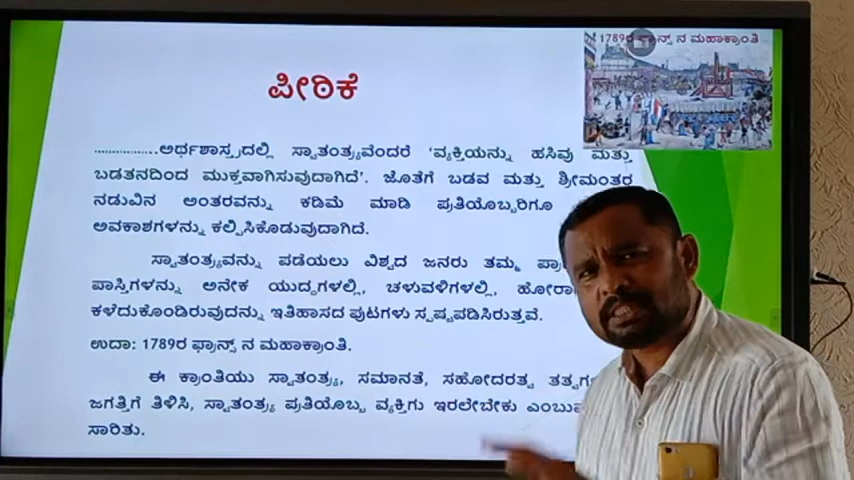 1789ರ ಫ್ರಾನ್ಸ್ ನ ಮಹಾಕ್ರಾಂತಿ
ಪೀಠಿಕೆ
................ಅರ್ಥಶಾಸ್ತ್ರದಲ್ಲಿ ಸ್ವಾತಂತ್ರ್ಯವೆಂದರೆ ‘ವ್ಯಕ್ತಿಯನ್ನು ಹಸಿವು ಮತ್ತು
ಬಡತನದಿಂದ ಮುಕ್ತವಾಗಿಸುವುದಾಗಿದೆ’. ಜೊತೆಗೆ ಬಡವ ಮತ್ತು ಶ್ರೀಮಂತರ
ನಡುವಿನ ಅಂತರವನ್ನು ಕಡಿಮೆ ಮಾಡಿ ಪ್ರತಿಯೊಬ್ಬರಿಗೂ
ಅವಕಾಶಗಳನ್ನು ಕಲ್ಪಿಸಿಕೊಡುವುದಾಗಿದೆ.
ಸ್ವಾತಂತ್ರ್ಯವನ್ನು ಪಡೆಯಲು ವಿಶ್ವದ ಜನರು ತಮ್ಮ
ಪಾಸ್ತಿಗಳನ್ನು ಅನೇಕ ಯುದ್ಧಗಳಲ್ಲಿ, ಚಳುವಳಿಗಳಲ್ಲಿ,
ಕಳೆದುಕೊಂಡಿರುವುದನ್ನು ಇತಿಹಾಸದ ಪುಟಗಳು ಸ್ಪಷ್ಟಪಡಿಸಿರುತ್ತವೆ.
ಉದಾ: 1789ರ ಫ್ರಾನ್ಸ್ ನ ಮಹಾಕ್ರಾಂತಿ.
ಈ ಕ್ರಾಂತಿಯು ಸ್ವಾತಂತ್ರ್ಯ, ಸಮಾನತೆ, ಸಹೋದರತ್ವ
ಜಗತ್ತಿಗೆ ತಿಳಿಸಿ, ಸ್ವಾತಂತ್ರ್ಯ ಪ್ರತಿಯೊಬ್ಬ ವ್ಯಕ್ತಿಗು ಇರಲೇಬೇಕು
ಸಾರಿತು.